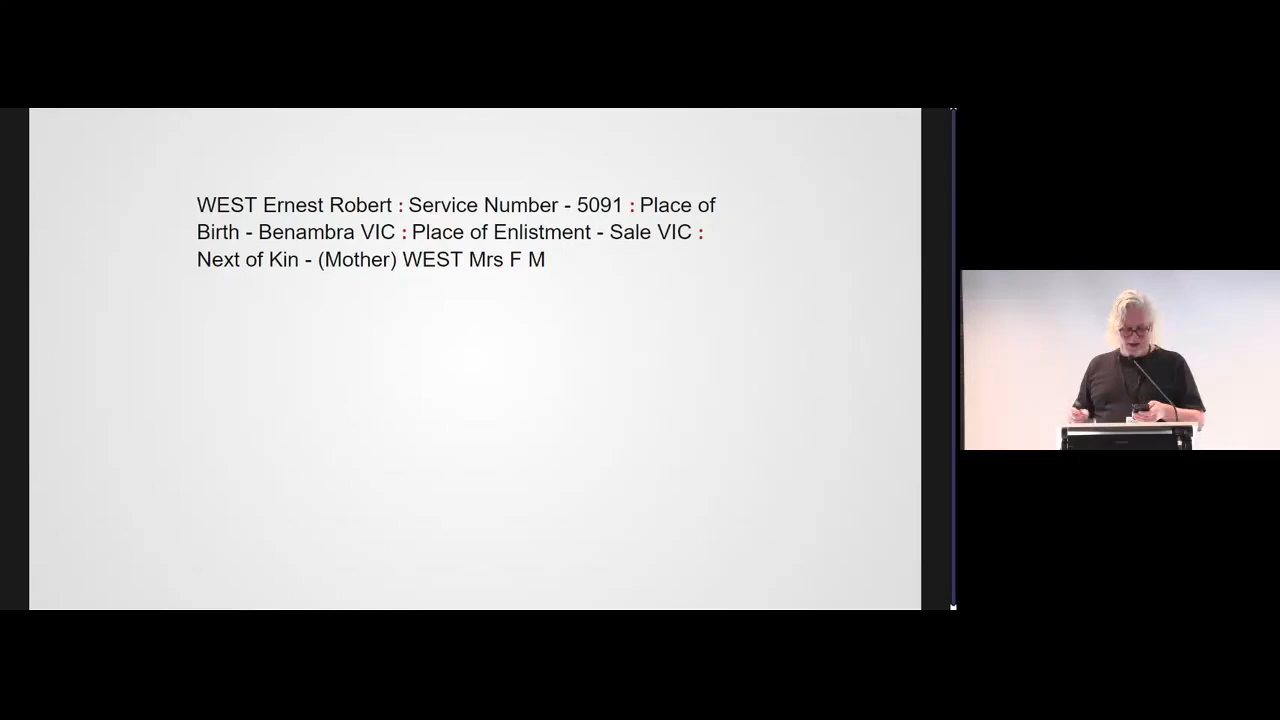 WEST Ernest Robert : Service Number - 5091 : Place of
Birth - Benambra VIC : Place of Enlistment - Sale VIC :
Next of Kin - (Mother) WEST Mrs F M